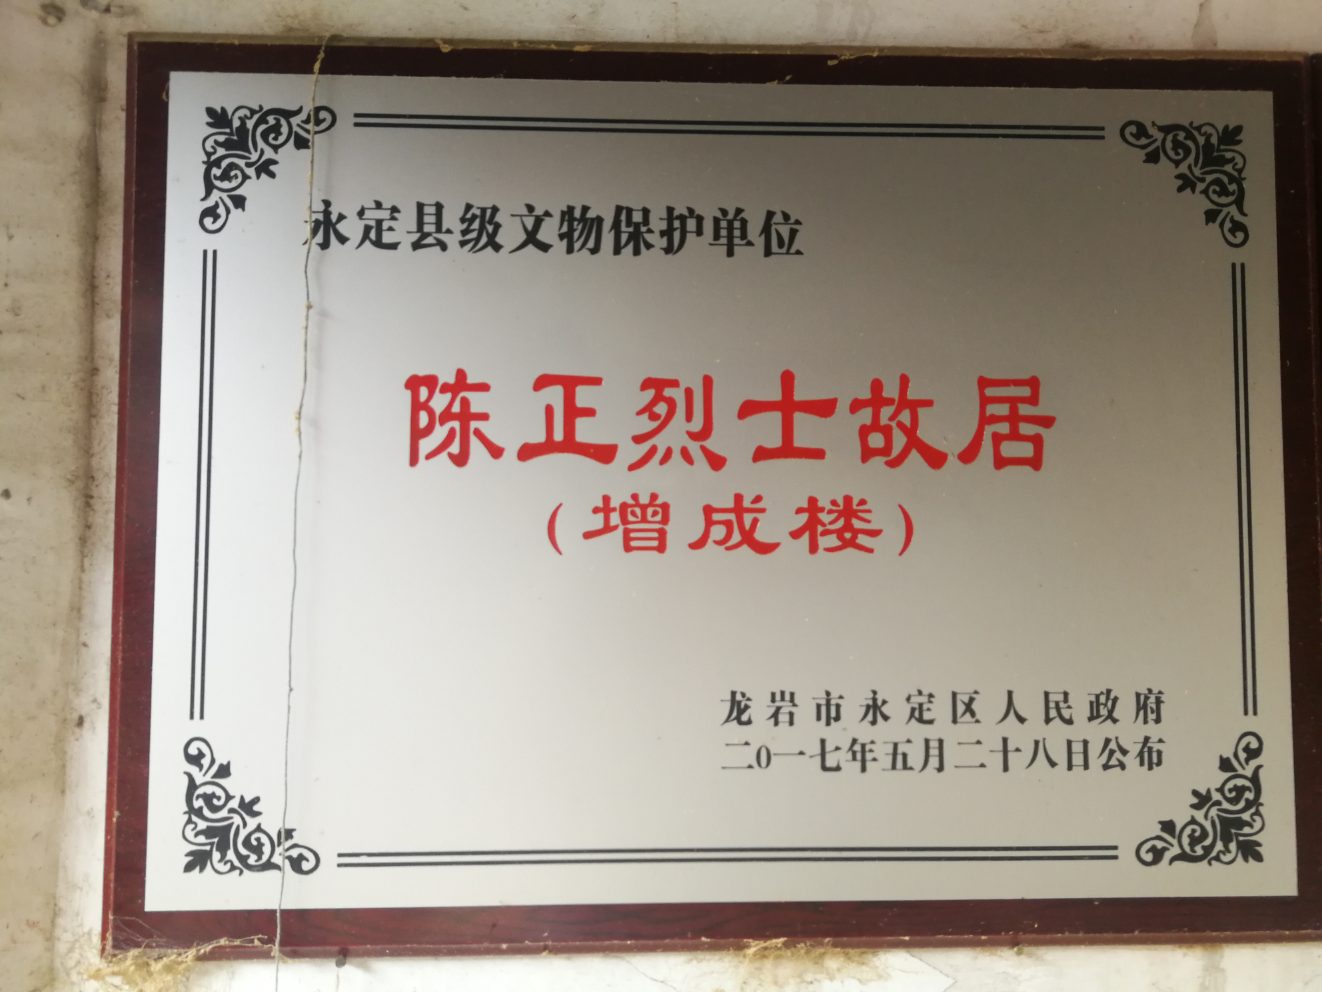 永定县级文物保护单位
陈正烈士故居
（增成楼）
龙岩市永定区人民政府
二0一七年五月二十八日公布